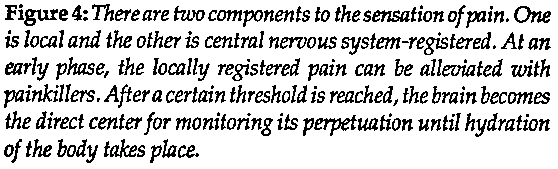 Figure 4: There are two components to the sensation of pain. One
is local and the other is central nervous system-registered. At an
early phase, the locally registered pain can be alleviated with
painkillers. After a certain threshold is reached, the brain becomes
the direct center for monitoring its perpetuation until hydration
of the body takes place.